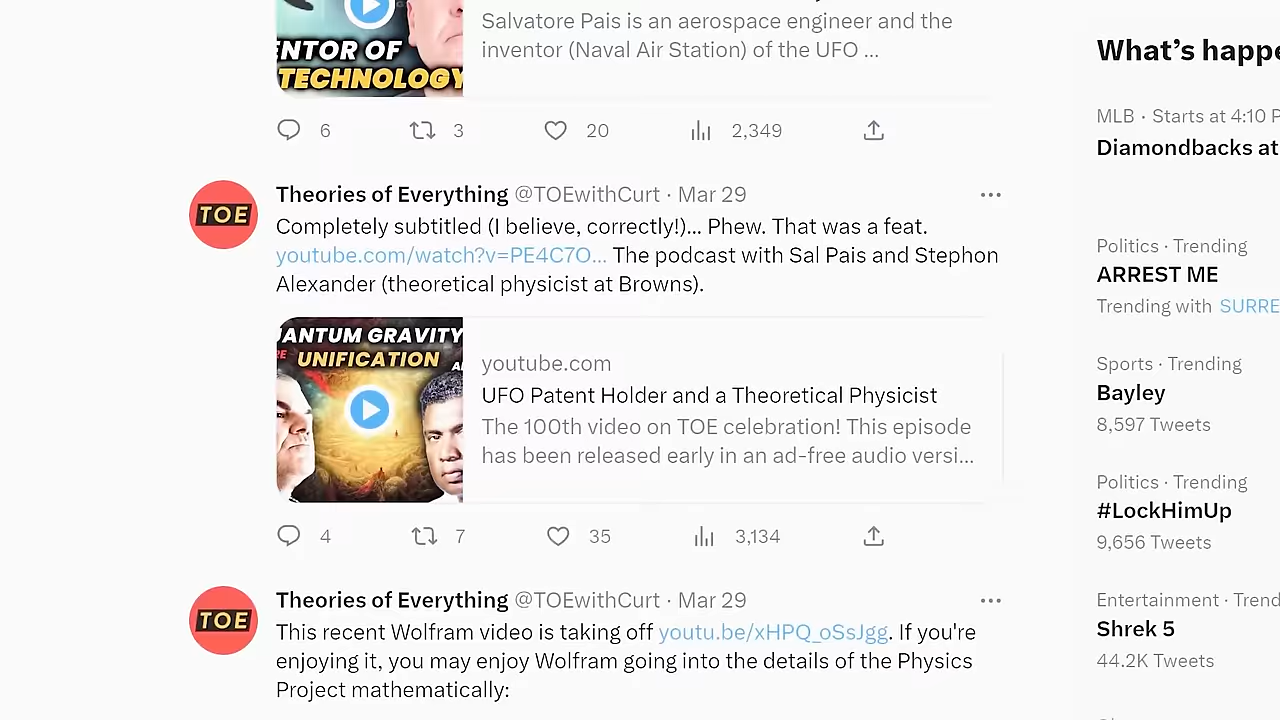 Salvatore Pais is an aerospace engineer and the
inventor (Naval Air Station) of the UFO ...
NTOR OF
TECHNOLOGY
6 3 20 2,349
TOE
Theories of Everything @TOEwithCurt · Mar 29
Completely subtitled (I believe, correctly!)... Phew. That was a feat.
youtube.com/watch?v=PE4C7O... The podcast with Sal Pais and Stephon
Alexander (theoretical physicist at Browns).
ANTUM GRAVITY
UNIFICATION
youtube.com
UFO Patent Holder and a Theoretical Physicist
The 100th video on TOE celebration! This episode
has been released early in an ad-free audio versi...
4 7 35 3,134
TOE
Theories of Everything @TOEwithCurt · Mar 29
This recent Wolfram video is taking off youtu.be/xHPQ_oSsJgg. If you're
enjoying it, you may enjoy Wolfram going into the details of the Physics
Project mathematically:
What's happe
MLB · Starts at 4:10 P
Diamondbacks at
Politics · Trending
ARREST ME
Trending with SURRE
Sports · Trending
Bayley
8,597 Tweets
Politics · Trending
#LockHimUp
9,656 Tweets
Entertainment · Trend
Shrek 5
44.2K Tweets